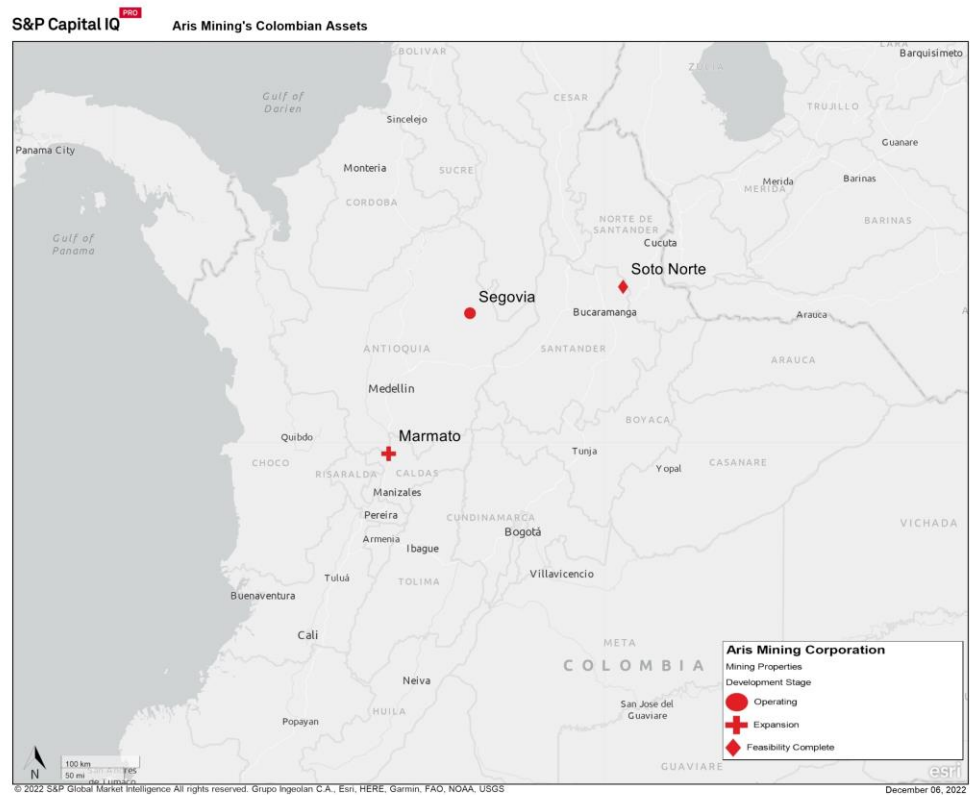 S&P Capital IQ PRO
Aris Mining's Colombian Assets
BOLIVAR
LARA
Barquisimeto
ZULIA
Gulf of
Darien
CESAR
TRUJILLO
Sincelejo
Guanare
Panama City
Monteria
SUCRE
Merida
MERIDA
Barinas
CORDOBA
NORTE DE
SANTANDER
BARINAS
Gulf of
Panama
Cucuta
Soto Norte
Segovia
Bucaramanga
Arauca
ANTIOQUIA
SANTANDER
ARAUCA
Medellin
BOYACA
Quibdo
Marmato
Tunja
CHOCO
RISARALDA
CALDAS
Yopal
CASANARE
Manizales
Pereira
CUNDINAMARCA
VICHADA
Armenia
Bogotá
Ibague
Tuluá
TOLIMA
Villavicencio
Buenaventura
Cali
META
COLOMBIA
Neiva
HUILA
San Jose del
Guaviare
Popayan
GUAVIARE
Aris Mining Corporation
Mining Properties
Development Stage
Operating
Expansion
Feasibility Complete
N
100 km
50 mi
San Andres
de Tumaco
esri
© 2022 S&P Global Market Intelligence All rights reserved. Grupo Ingeolan C.A., Esri, HERE, Garmin, FAO, NOAA, USGS
December 06, 2022